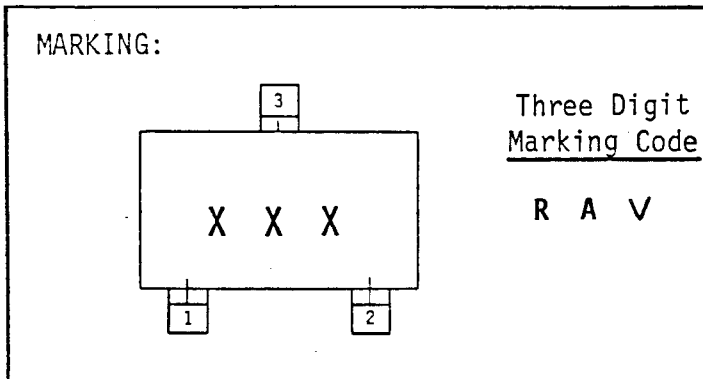 MARKING:
3
Three Digit
Marking Code
X X X
R A V
1
2